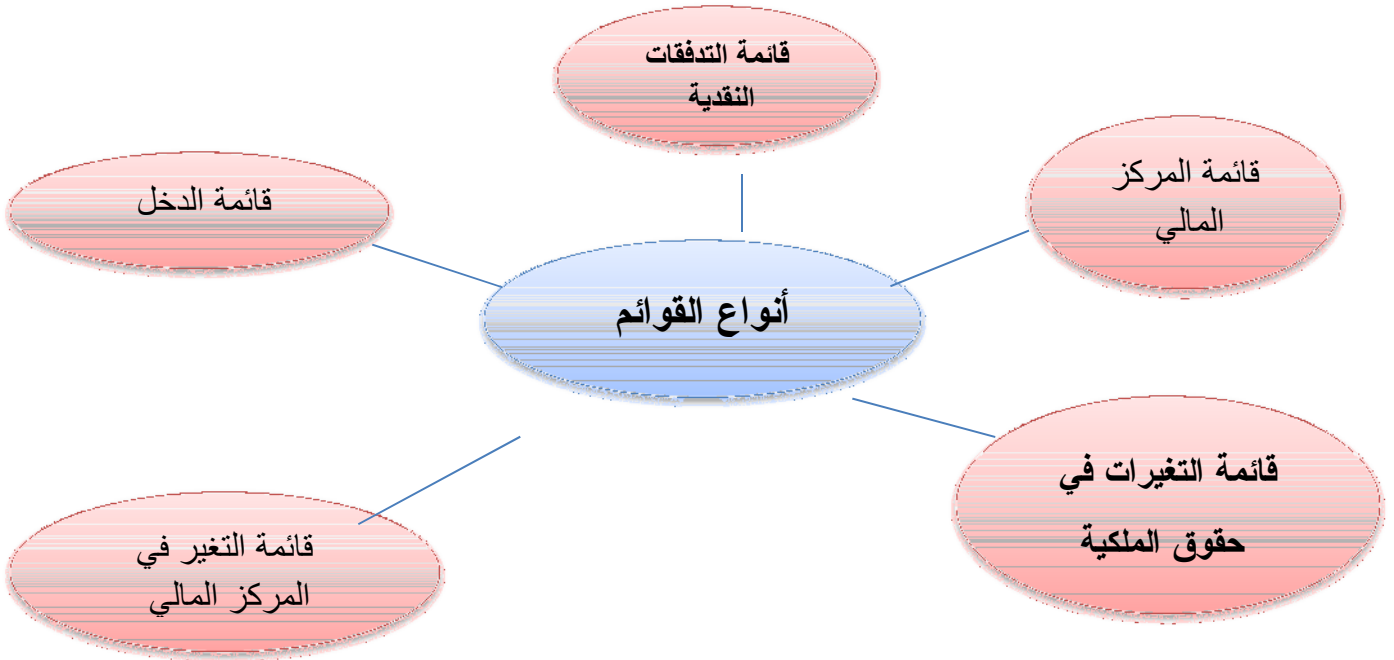 قائمة التدفقات
النقدية
قائمة المركز
المالي
قائمة الدخل
أنواع القوائم
قائمة التغيرات في
حقوق الملكية
قائمة التغير في
المركز المالي